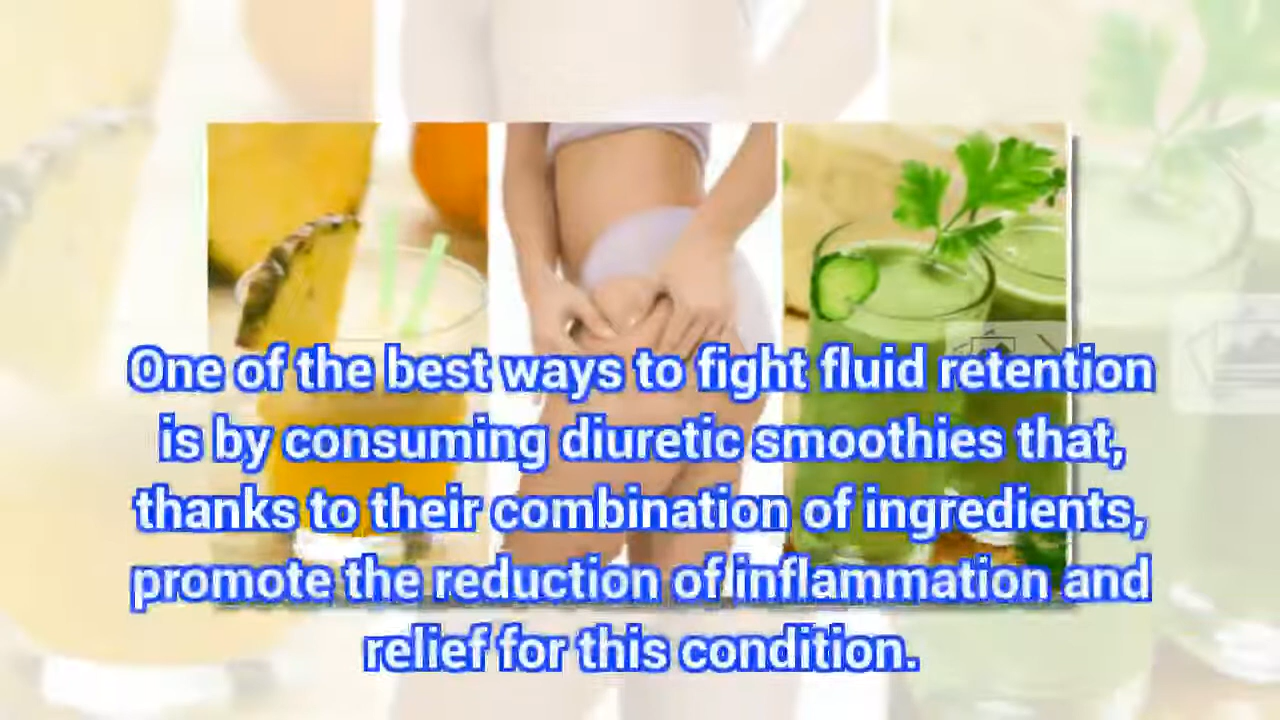 One of the best ways to fight fluid retention
is by consuming diuretic smoothies that,
thanks to their combination of ingredients,
promote the reduction of inflammation and
relief for this condition.